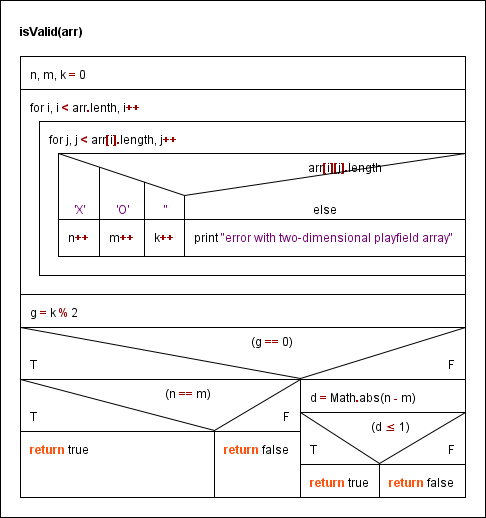 isValid(arr)
n, m, k = 0
for i, i < arr.lenth, i++
for j, j < arr[i].length, j++
arr[i][j].length
'X' 'O' '' else
n++ m++ k++ print "error with two-dimensional playfield array"
g = k % 2
(g == 0)
T F
(n == m) d = Math.abs(n - m)
T F (d ≤ 1)
T F
return true return false
return true return false